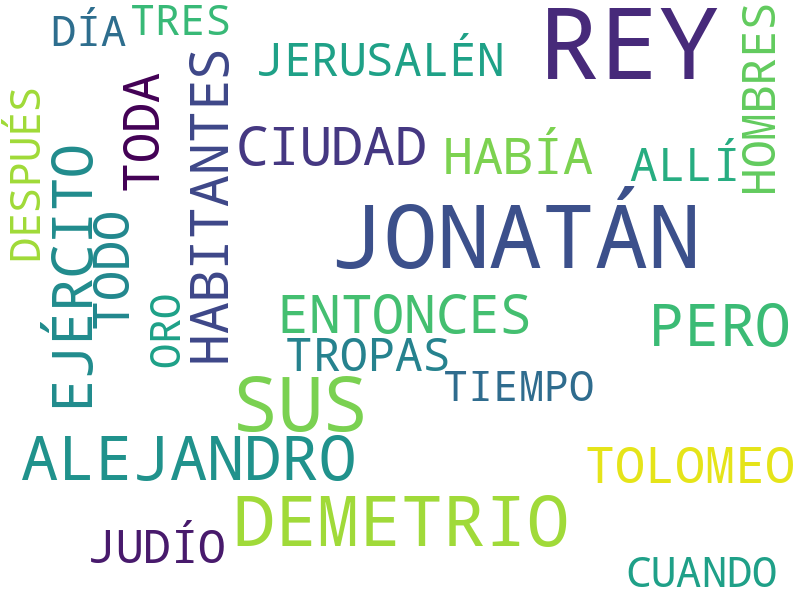 DÍA
TRES
JERUSALÉN
REY
HOMBRES
DESPUÉS
TODA
HABITANTES
CIUDAD
HABÍA
ALLÍ
EJÉRCITO
TODO
JONATÁN
ORO
ENTONCES
PERO
TROPAS
TIEMPO
SUS
ALEJANDRO
TOLOMEO
DEMETRIO
JUDÍO
CUANDO